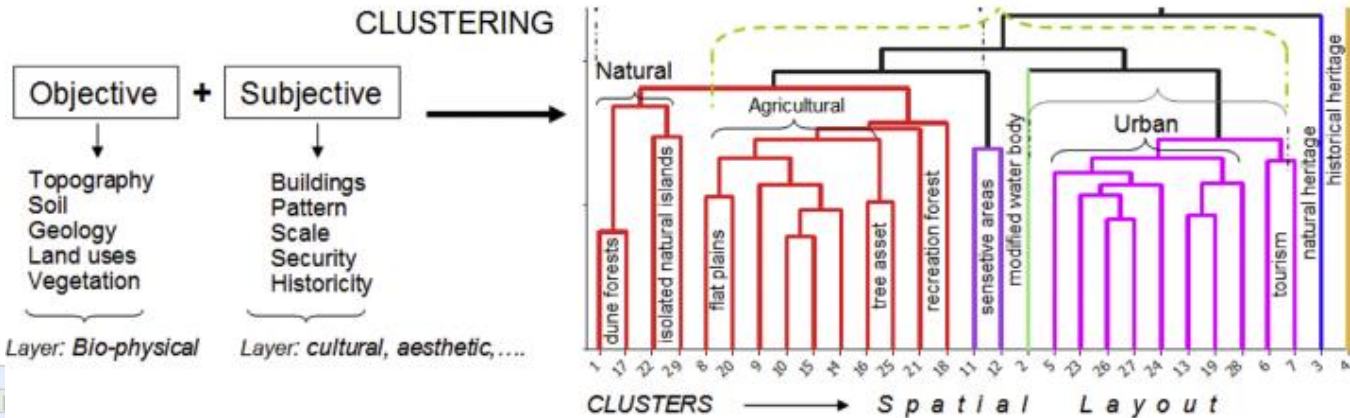 CLUSTERING
Objective + Subjective
Topography
Soil
Geology
Land uses
Vegetation
Layer: Bio-physical
Buildings
Pattern
Scale
Security
Historicity
Layer: cultural, aesthetic,....
Natural
Agricultural
Urban
dune forests
isolated natural islands
flat plains
tree asset
recreation forest
sensetive areas
modified water body
tourism
natural heritage
historical heritage
1 17 22 29 8 20 9 10 15 14 16 25 21 18 11 12 2 5 23 26 27 24 13 19 28 6 7 3 4
CLUSTERS Spatial Layout